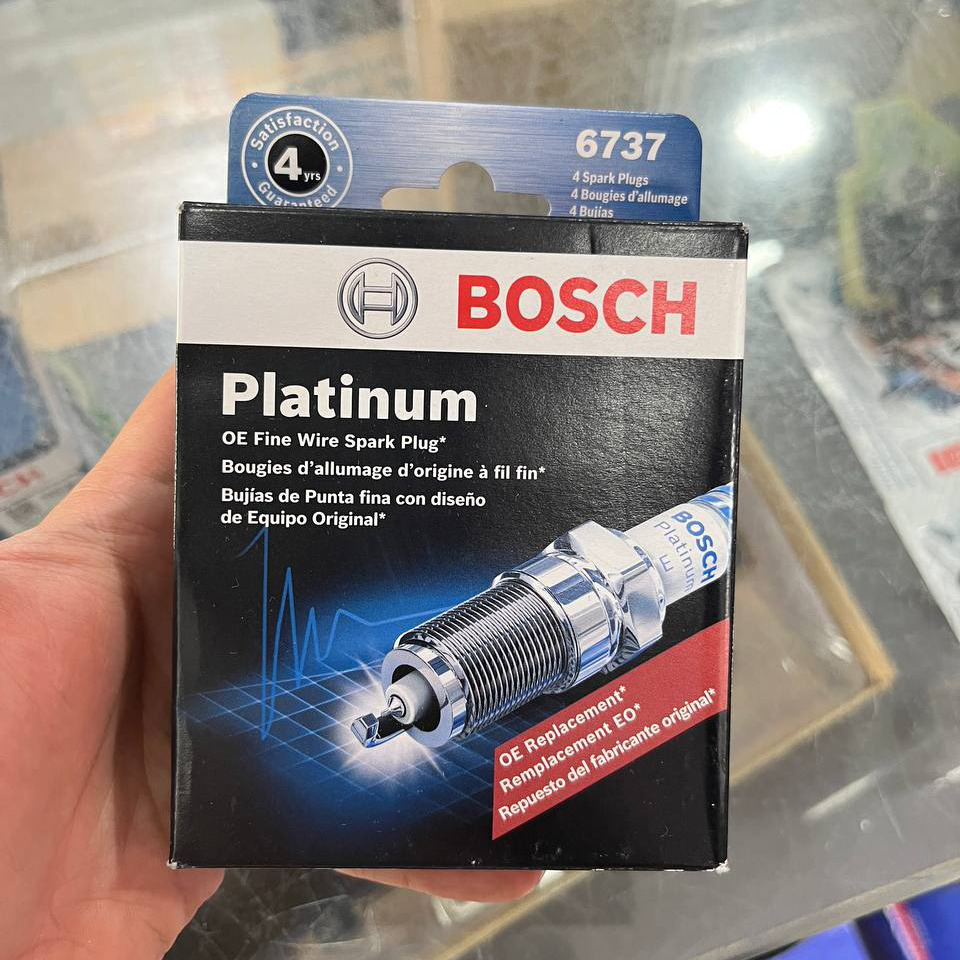 Satisfaction
4 yrs
Guaranteed
6737
4 Spark Plugs
4 Bougies d'allumage
4 Bujías
BOSCH
Platinum
OE Fine Wire Spark Plug*
Bougies d'allumage d'origine à fil fin*
Bujías de Punta fina con diseño
de Equipo Original*
BOSCH
Platinum
E
OE Replacement*
Remplacement EO*
Repuesto del fabricante original*
BOSCH